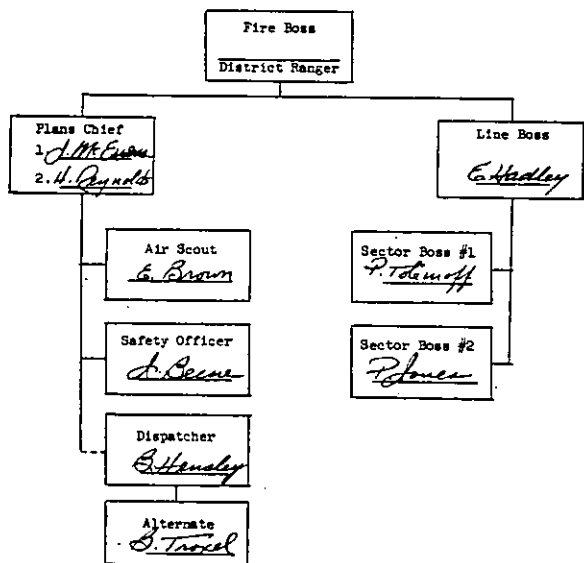 Fire Boss
District Ranger
Plans Chief
1. J. McEwen
2. H. Reynolds
Line Boss
E. Hadley
Air Scout
E. Brown
Sector Boss #1
P.
Safety Officer
J. Beene
Sector Boss #2
P. Jones
Dispatcher
B. Hensley
Alternate
B. Troxel